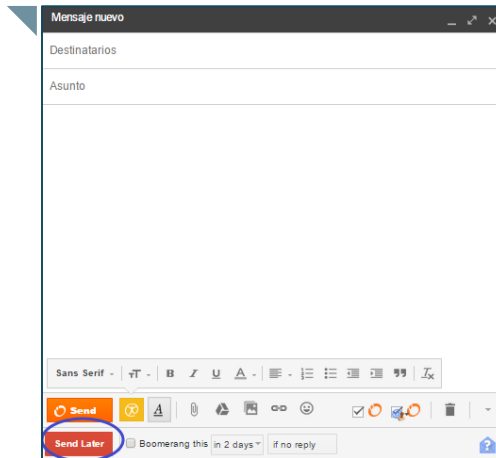 Mensaje nuevo
Destinatarios
Asunto
Sans Serif
B I U A
Send A
Send Later Boomerang this in 2 days if no reply